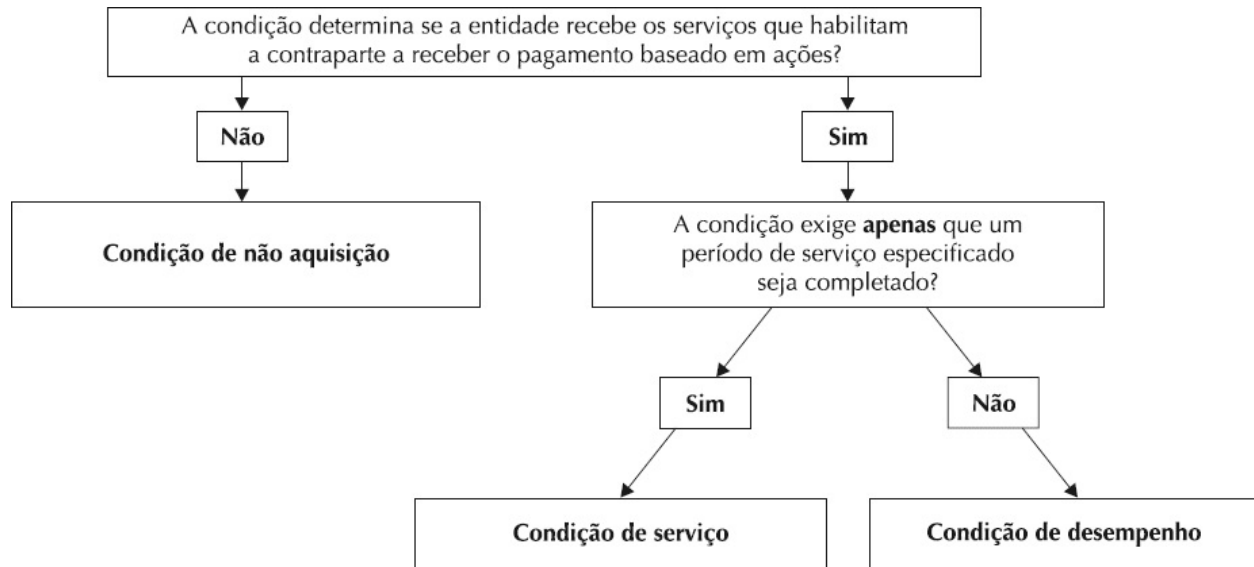 A condição determina se a entidade recebe os serviços que habilitam
a contraparte a receber o pagamento baseado em ações?
Não
Sim
Condição de não aquisição
A condição exige apenas que um
período de serviço especificado
seja completado?
Sim
Não
Condição de serviço
Condição de desempenho